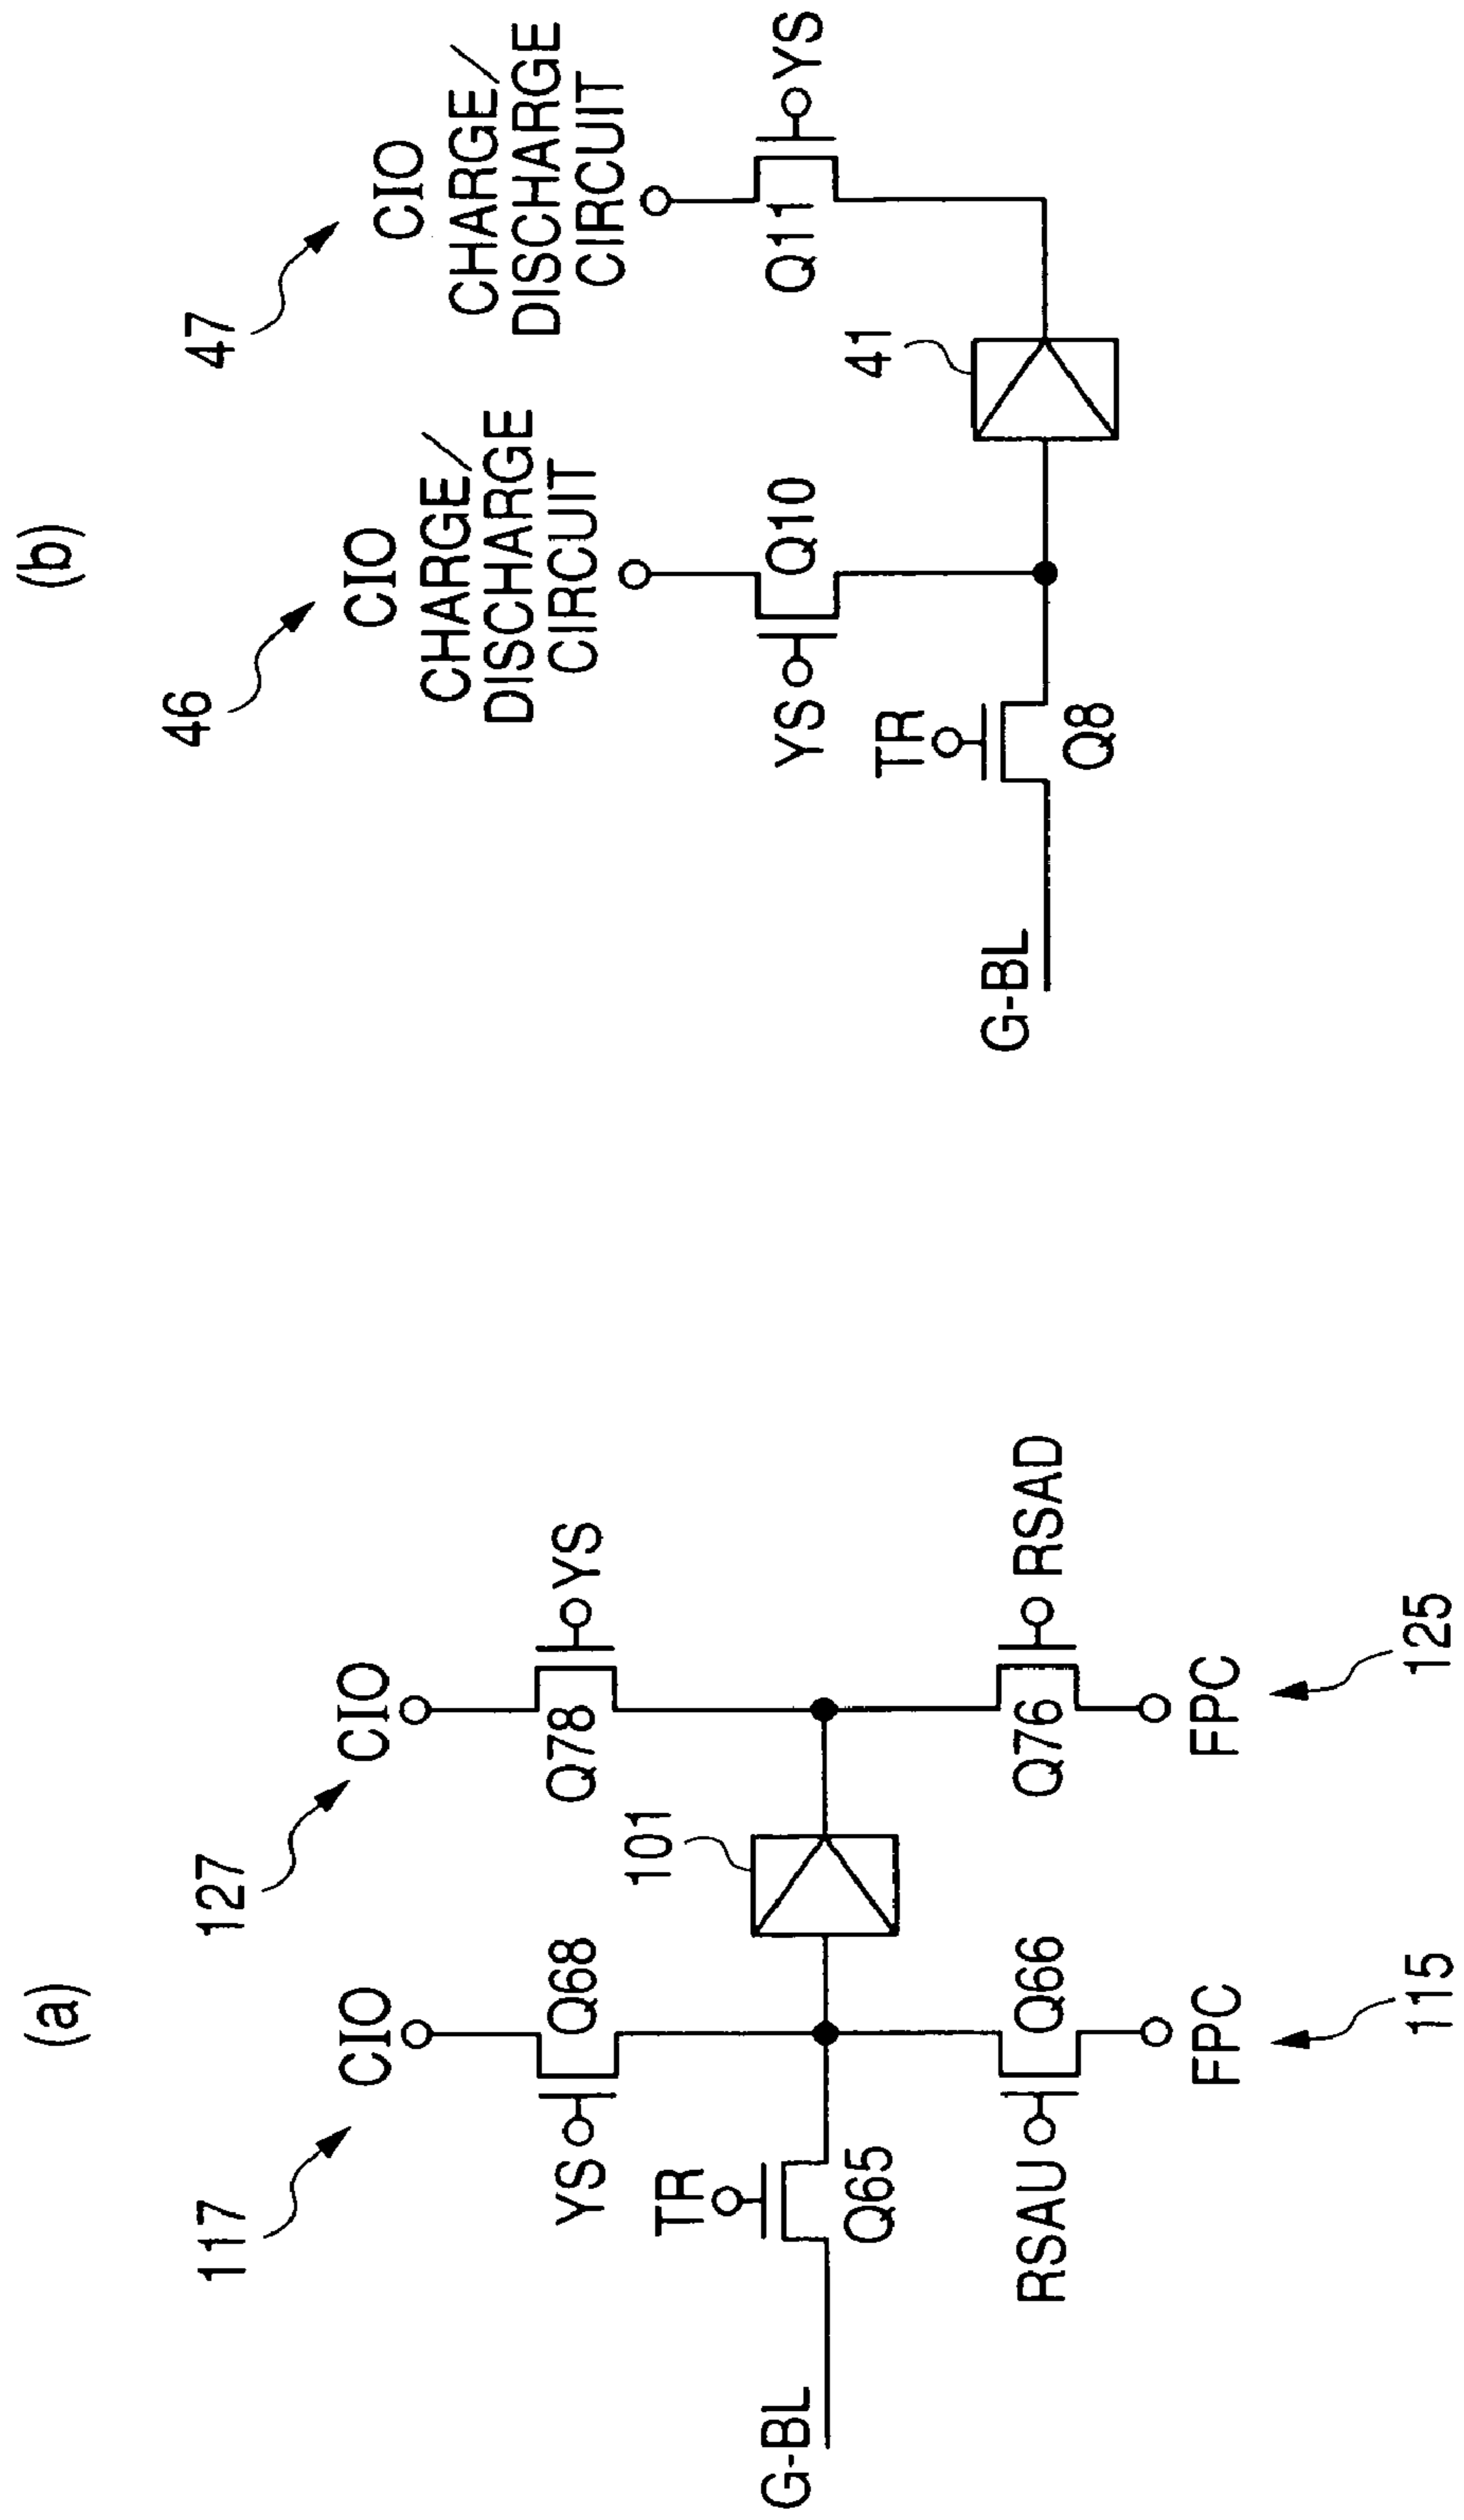 (a)
117
CIO
127
CIO
YS
Q68
Q78
YS
TR
101
G-BL
Q65
RSAU
Q66
Q76
RSAD
FPC
FPC
115
125
(b)
46
CIO
CHARGE/
DISCHARGE
CIRCUIT
47
CIO
CHARGE/
DISCHARGE
CIRCUIT
YS
Q10
Q11
YS
TR
41
G-BL
Q8